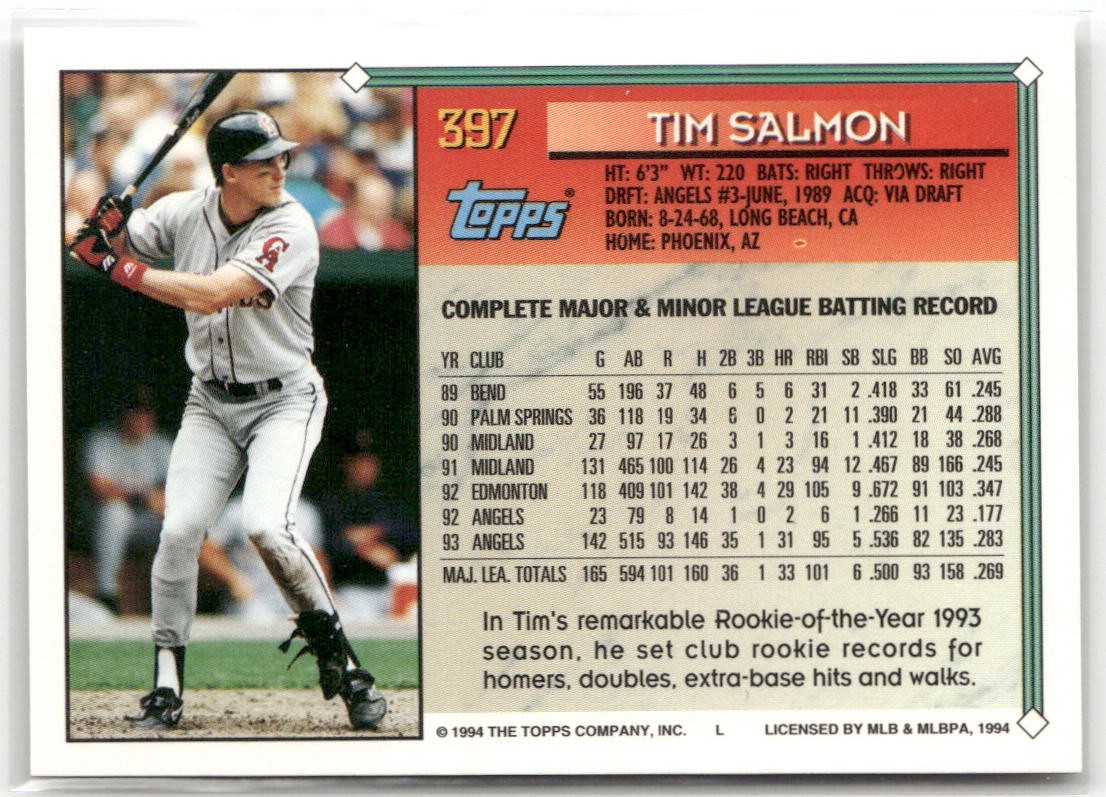 397
TIM SALMON
Topps®
HT: 6'3" WT: 220 BATS: RIGHT THROWS: RIGHT
DRFT: ANGELS #3-JUNE, 1989 ACQ: VIA DRAFT
BORN: 8-24-68, LONG BEACH, CA
HOME: PHOENIX, AZ
COMPLETE MAJOR & MINOR LEAGUE BATTING RECORD
YR CLUB G AB R H 2B 3B HR RBI SB SLG BB SO AVG
89 BEND 55 196 37 48 6 5 6 31 2 .418 33 61 .245
90 PALM SPRINGS 36 118 19 34 6 0 2 21 11 .390 21 44 .288
90 MIDLAND 27 97 17 26 3 1 3 16 1 .412 18 38 .268
91 MIDLAND 131 465 100 114 26 4 23 94 12 .467 89 166 .245
92 EDMONTON 118 409 101 142 38 4 29 105 9 .672 91 103 .347
92 ANGELS 23 79 8 14 1 0 2 6 1 .266 11 23 .177
93 ANGELS 142 515 93 146 35 1 31 95 5 .536 82 135 .283
MAJ. LEA. TOTALS 165 594 101 160 36 1 33 101 6 .500 93 158 .269
In Tim's remarkable Rookie-of-the-Year 1993
season, he set club rookie records for
homers, doubles, extra-base hits and walks.
© 1994 THE TOPPS COMPANY, INC. L LICENSED BY MLB & MLBPA, 1994
CA